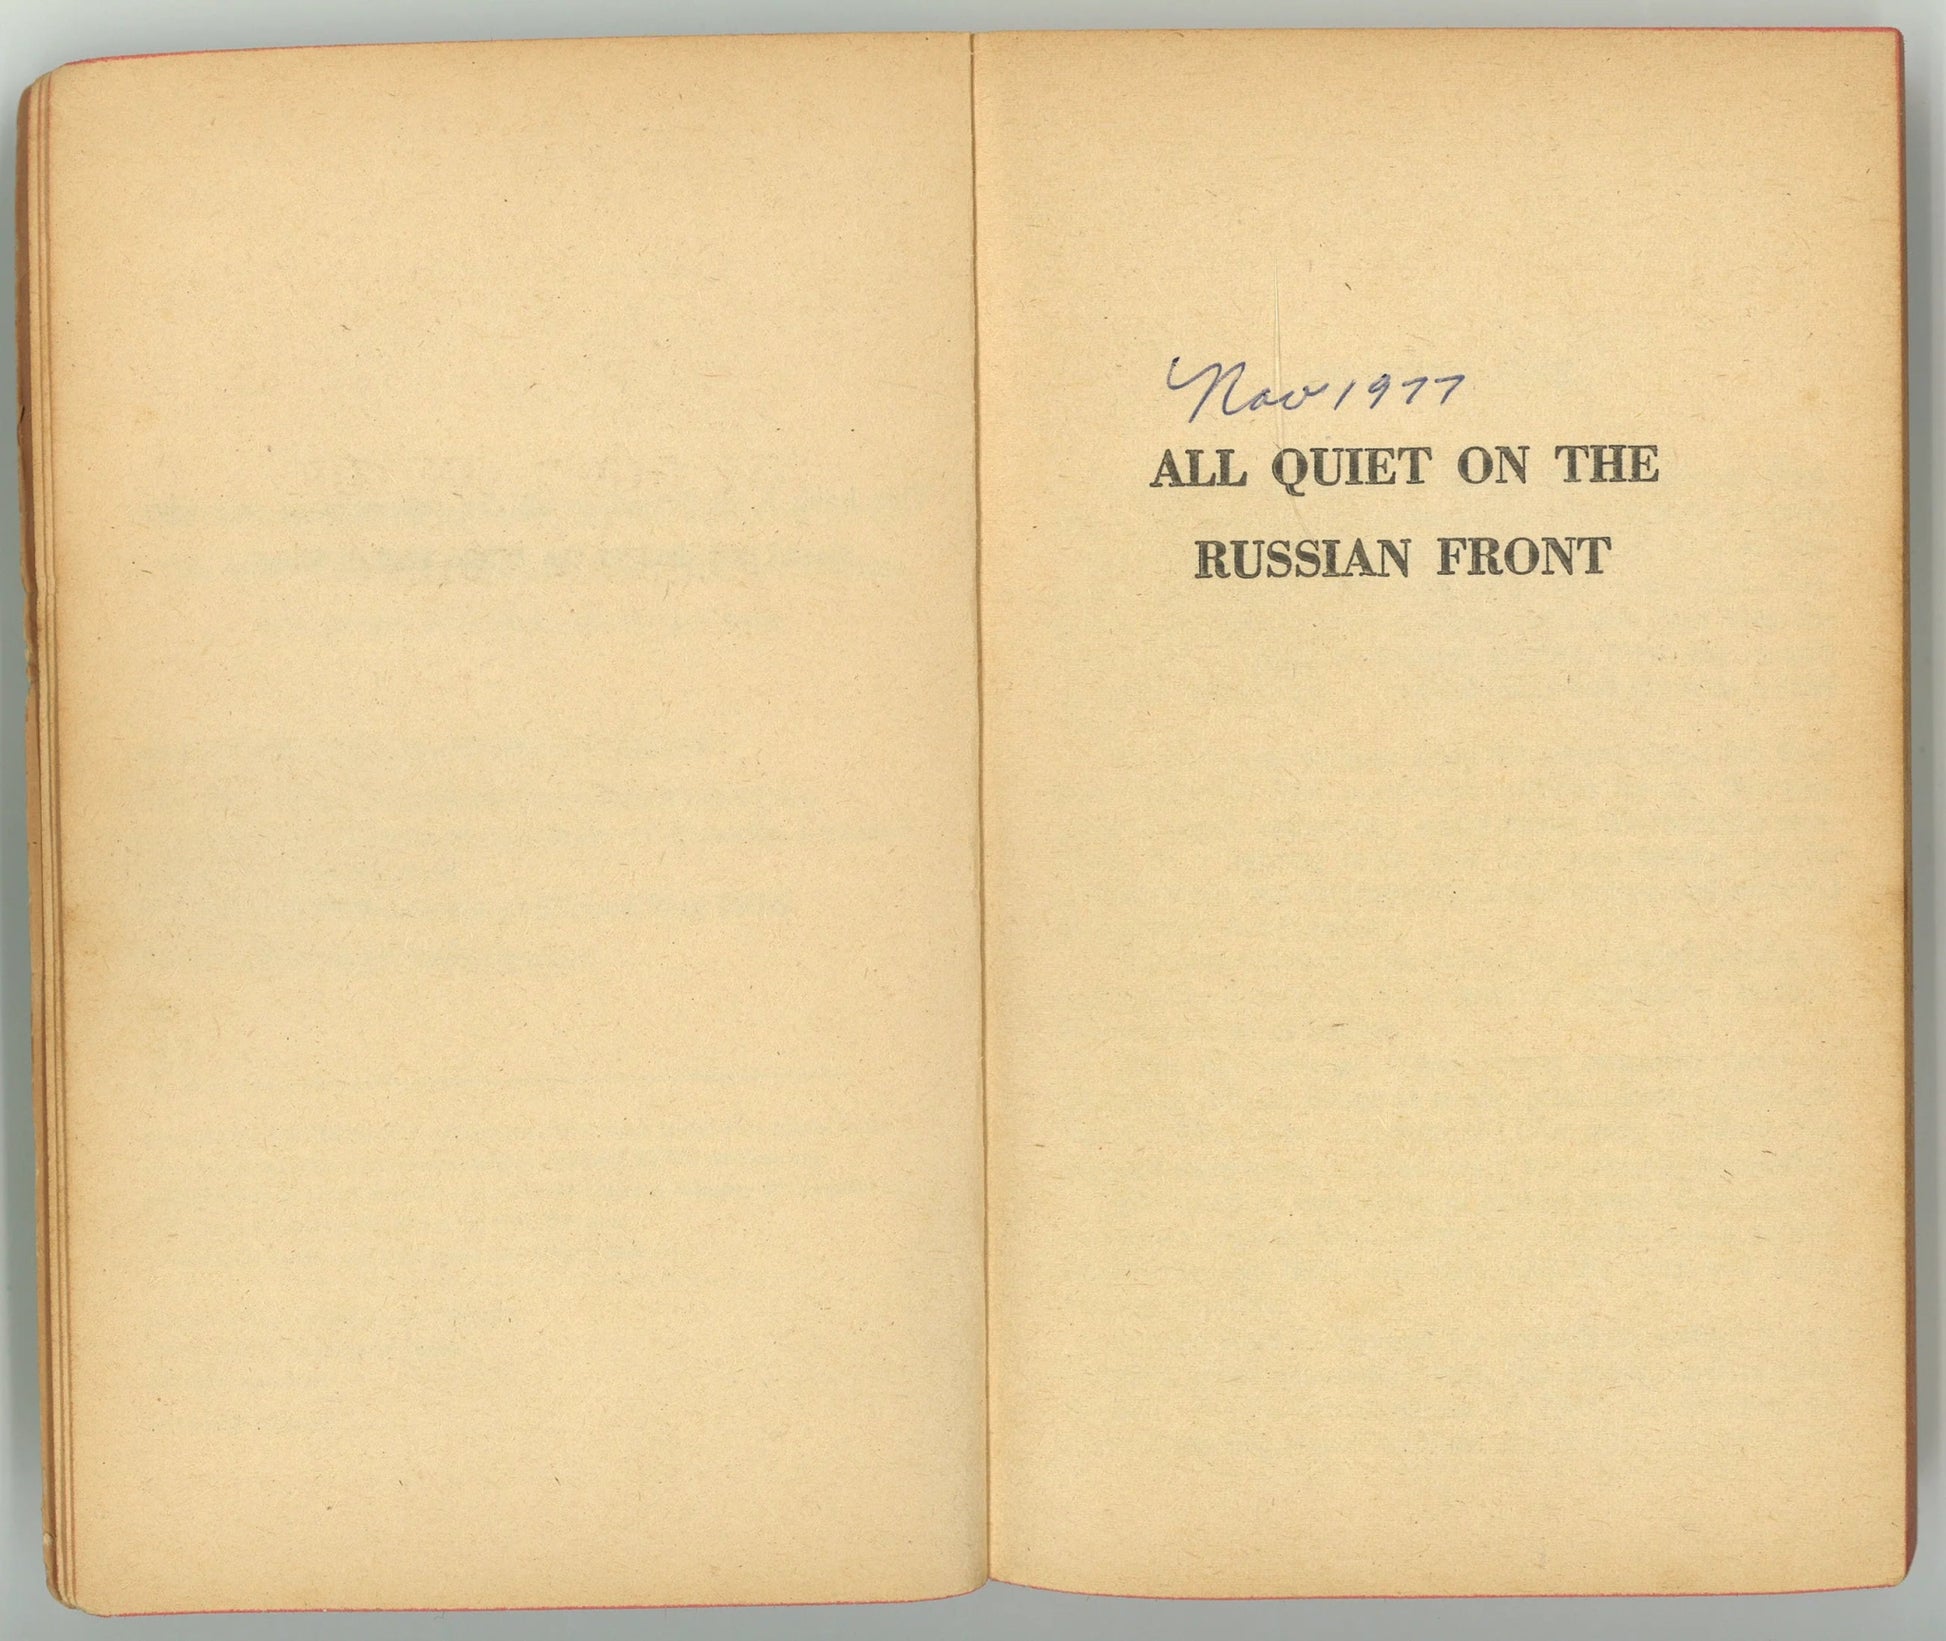 Nov 1977
ALL QUIET ON THE
RUSSIAN FRONT